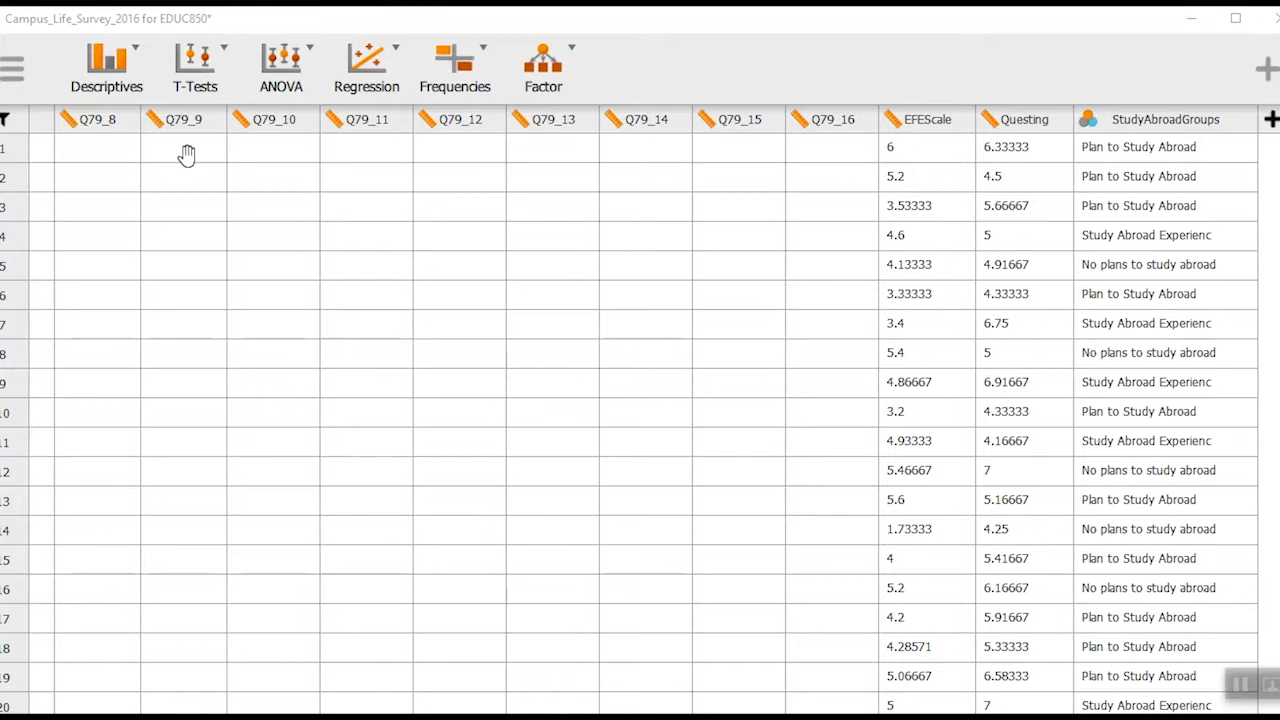 Campus_Life_Survey_2016 for EDUC850*
Descriptives T-Tests ANOVA Regression Frequencies Factor
Q79_8 Q79_9 Q79_10 Q79_11 Q79_12 Q79_13 Q79_14 Q79_15 Q79_16 EFEScale Questing StudyAbroadGroups
1 6 6.33333 Plan to Study Abroad
2 5.2 4.5 Plan to Study Abroad
3 3.53333 5.66667 Plan to Study Abroad
4 4.6 5 Study Abroad Experienc
5 4.13333 4.91667 No plans to study abroad
6 3.33333 4.33333 Plan to Study Abroad
7 3.4 6.75 Study Abroad Experienc
8 5.4 5 No plans to study abroad
9 4.86667 6.91667 Study Abroad Experienc
10 3.2 4.33333 Plan to Study Abroad
11 4.93333 4.16667 Study Abroad Experienc
12 5.46667 7 No plans to study abroad
13 5.6 5.16667 Plan to Study Abroad
14 1.73333 4.25 No plans to study abroad
15 4 5.41667 Plan to Study Abroad
16 5.2 6.16667 No plans to study abroad
17 4.2 5.91667 Plan to Study Abroad
18 4.28571 5.33333 Plan to Study Abroad
19 5.06667 6.58333 Plan to Study Abroad
20 5 7 Study Abroad Experienc